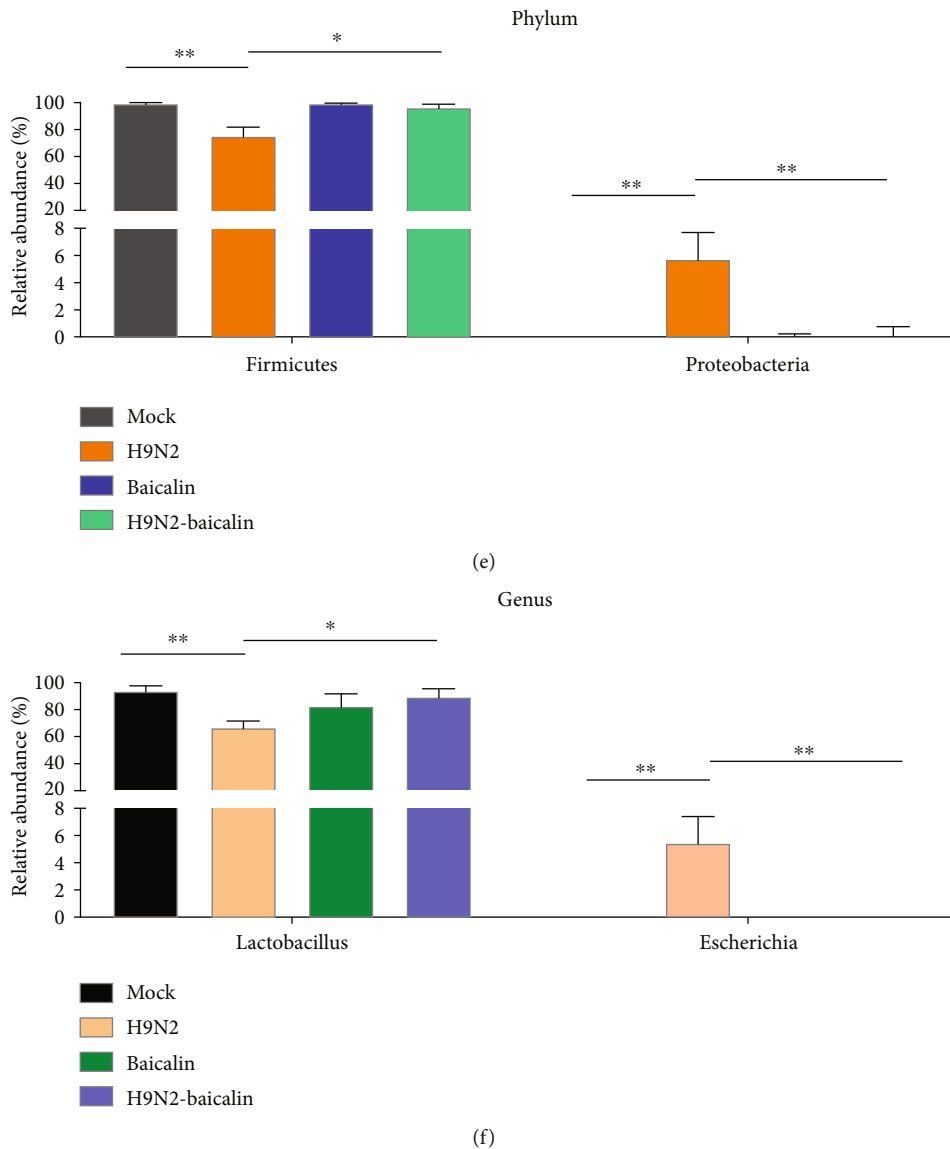 Phylum
** *
Relative abundance (%)
100
80
60
40
20
8
6
4
2
0
** **
Firmicutes Proteobacteria
Mock
H9N2
Baicalin
H9N2-baicalin
(e)
Genus
** *
Relative abundance (%)
100
80
60
40
20
8
6
4
2
0
** **
Lactobacillus Escherichia
Mock
H9N2
Baicalin
H9N2-baicalin
(f)